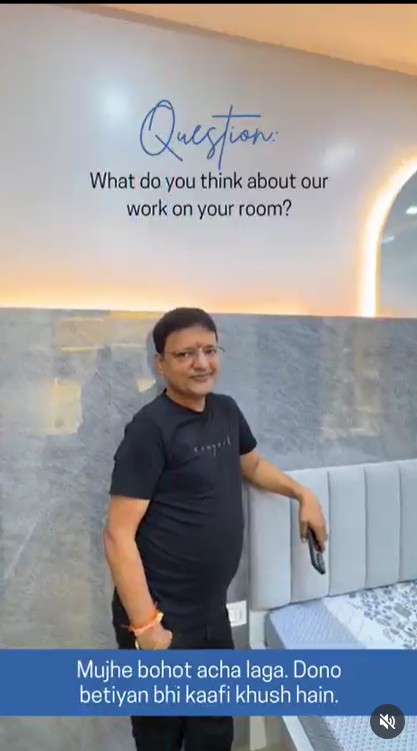 Question:
What do you think about our
work on your room?
Mujhe bohot acha laga. Dono
betiyan bhi kaafi khush hain.